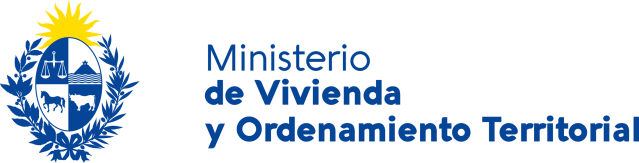 Ministerio
de Vivienda
y Ordenamiento Territorial